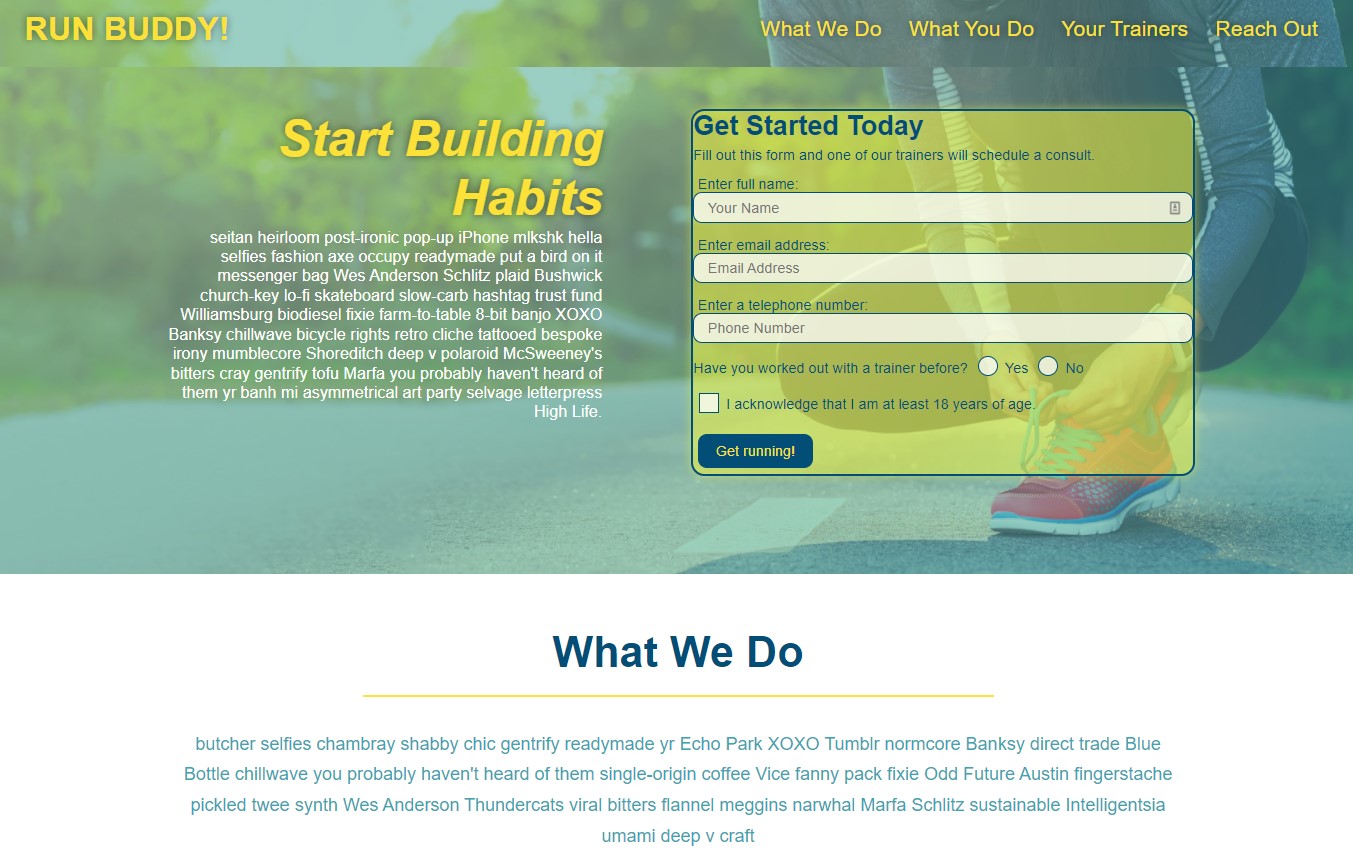 RUN BUDDY!
What We Do What You Do Your Trainers Reach Out
Start Building
Habits
seitan heirloom post-ironic pop-up iPhone mlkshk hella
selfies fashion axe occupy readymade put a bird on it
messenger bag Wes Anderson Schlitz plaid Bushwick
church-key lo-fi skateboard slow-carb hashtag trust fund
Williamsburg biodiesel fixie farm-to-table 8-bit banjo XOXO
Banksy chillwave bicycle rights retro cliche tattooed bespoke
irony mumblecore Shoreditch deep v polaroid McSweeney's
bitters cray gentrify tofu Marfa you probably haven't heard of
them yr banh mi asymmetrical art party selvage letterpress
High Life.
Get Started Today
Fill out this form and one of our trainers will schedule a consult.
Enter full name:
Your Name
Enter email address:
Email Address
Enter a telephone number:
Phone Number
Have you worked out with a trainer before? Yes No
I acknowledge that I am at least 18 years of age.
Get running!
What We Do
butcher selfies chambray shabby chic gentrify readymade yr Echo Park XOXO Tumblr normcore Banksy direct trade Blue
Bottle chillwave you probably haven't heard of them single-origin coffee Vice fanny pack fixie Odd Future Austin fingerstache
pickled twee synth Wes Anderson Thundercats viral bitters flannel meggins narwhal Marfa Schlitz sustainable Intelligentsia
umami deep v craft